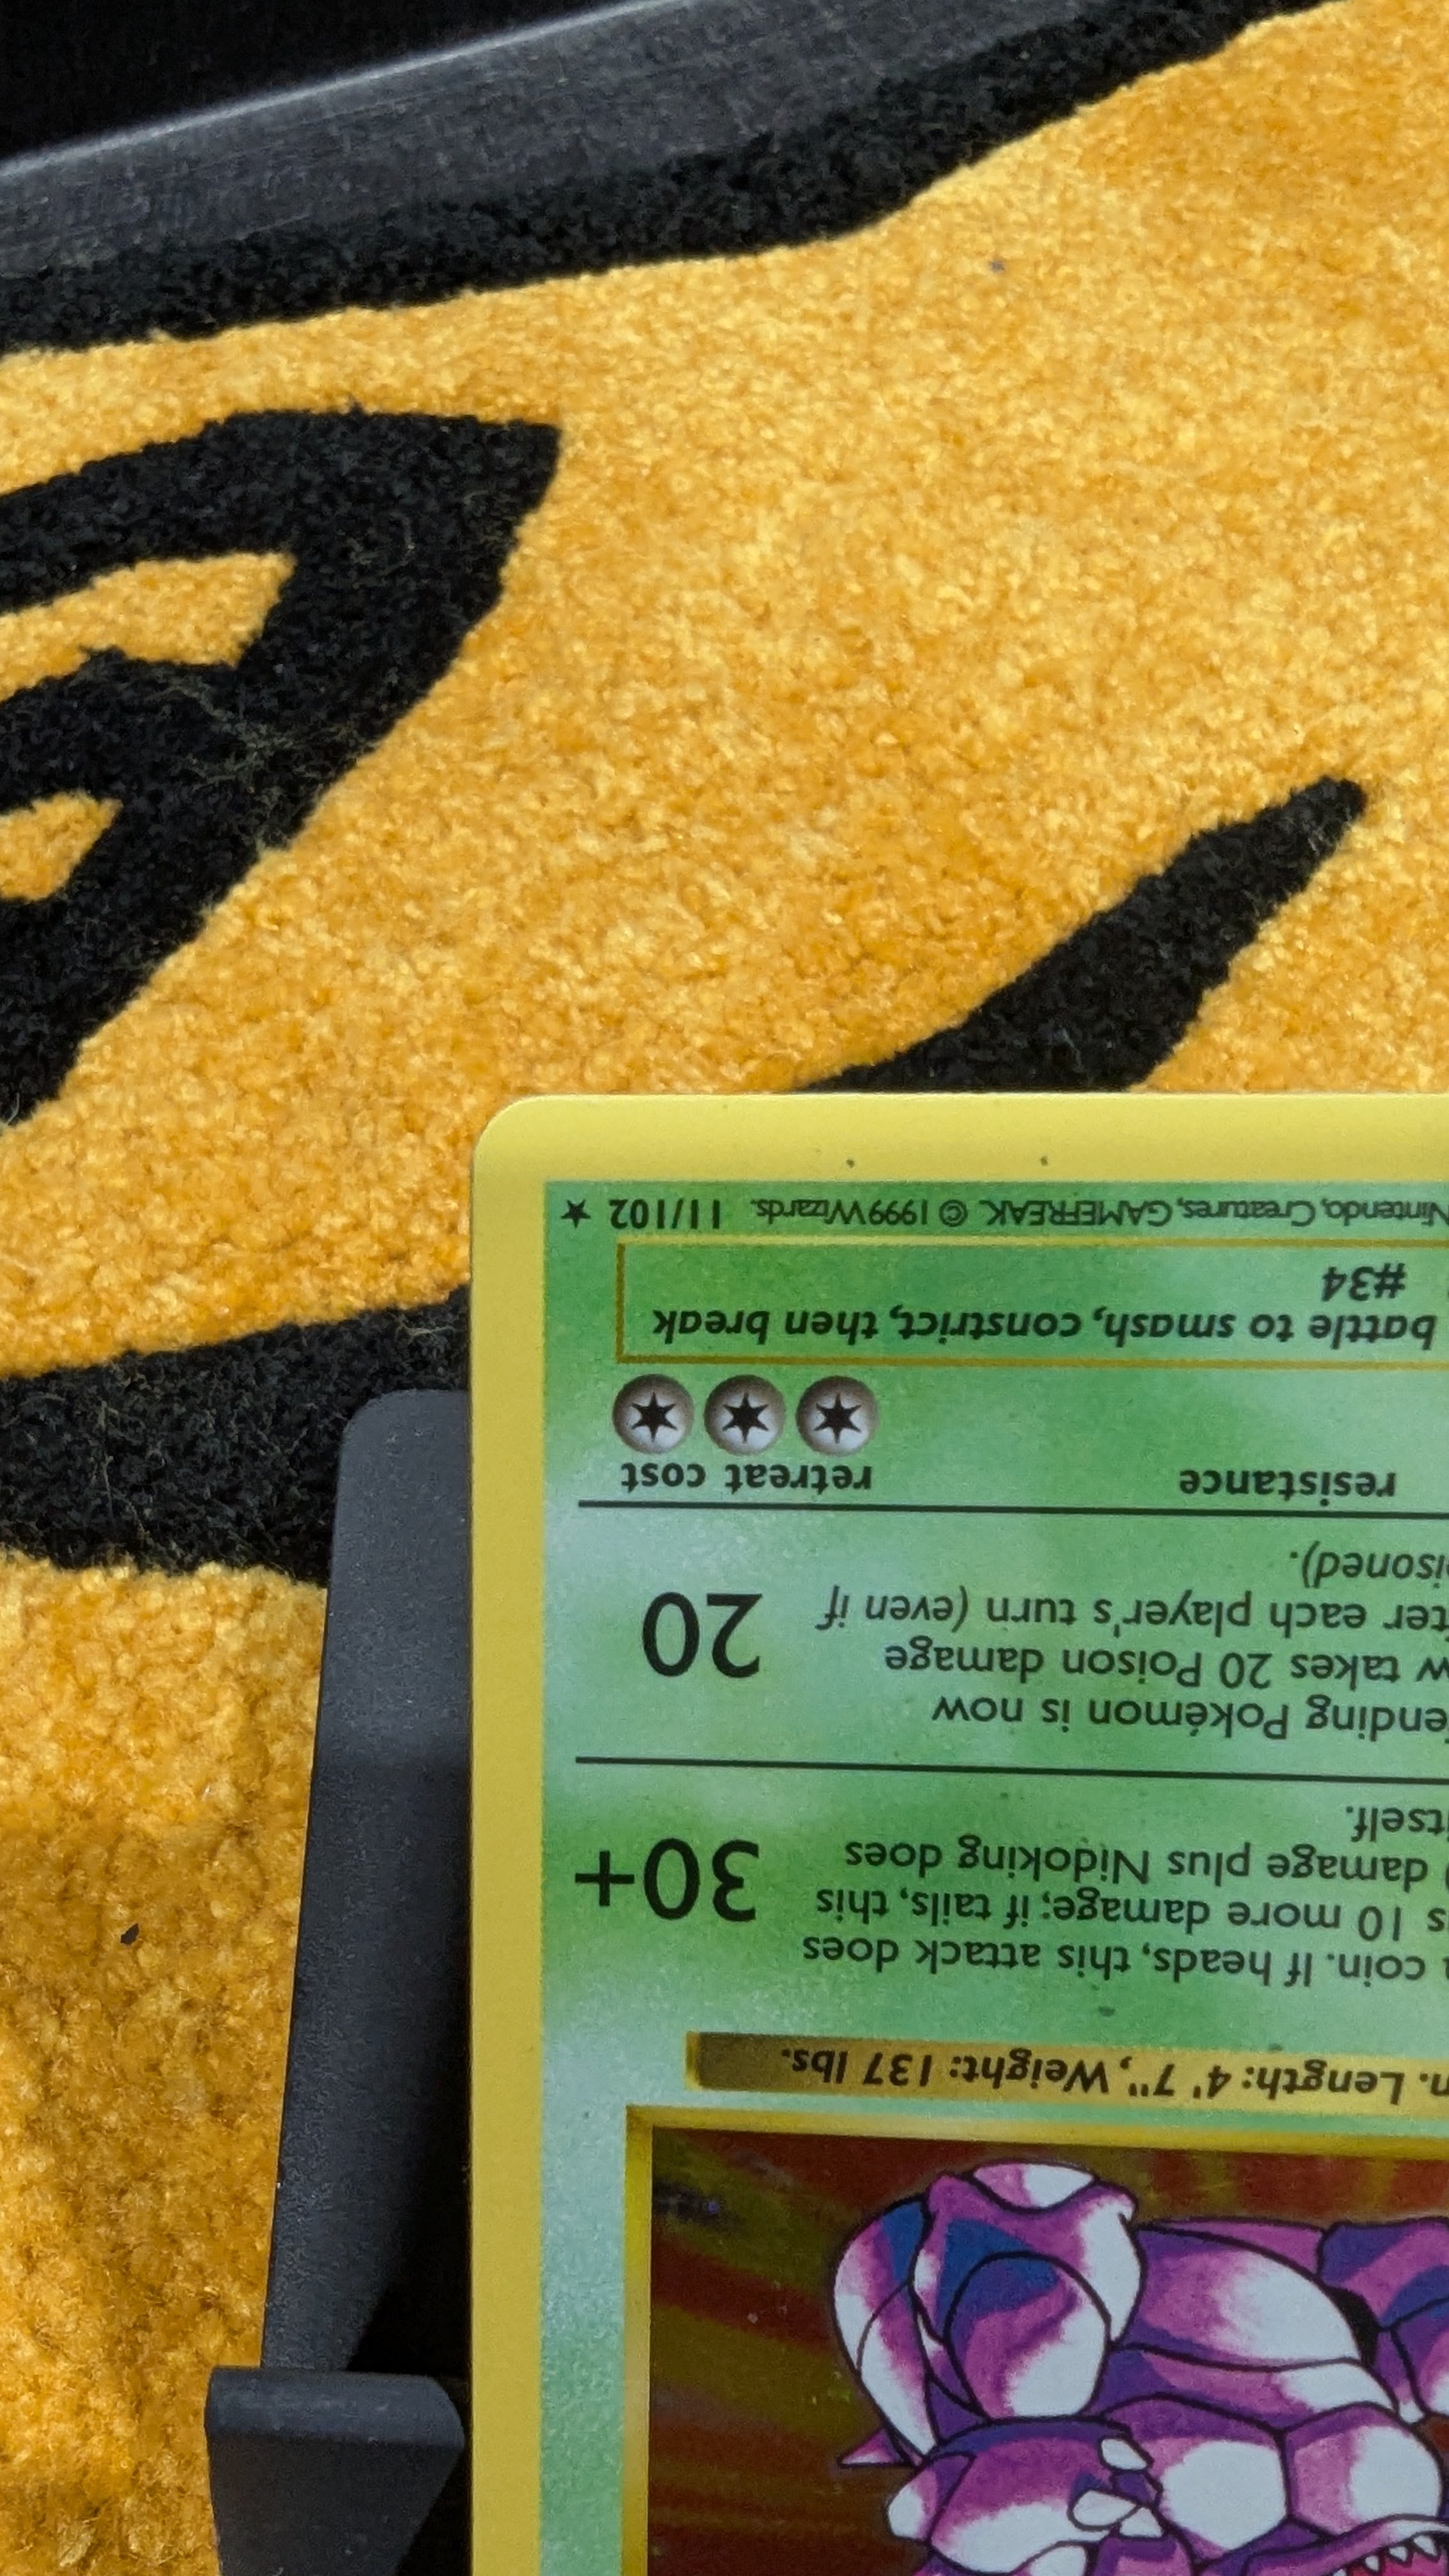 n. Length: 4' 7", Weight: 137 lbs.
coin. If heads, this attack does
s 10 more damage; if tails, this
damage plus Nidoking does
itself. 30+
ending Pokémon is now
w takes 20 Poison damage
ter each player's turn (even if
isoned). 20
resistance retreat cost
battle to smash, constrict, then break
#34
Nintendo, Creatures, GAMEFREAK. © 1999 Wizards. 11/102 ★